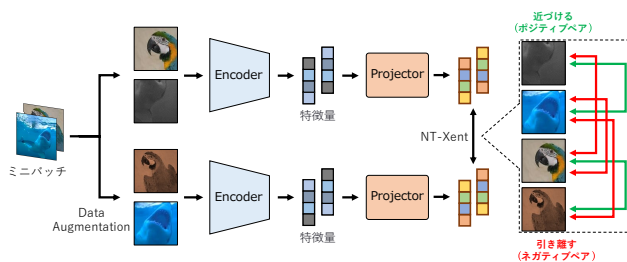 近づける
(ポジティブペア)
Encoder
Projector
特徴量
NT-Xent
ミニバッチ
Data
Augmentation
Encoder
Projector
特徴量
引き離す
(ネガティブペア)